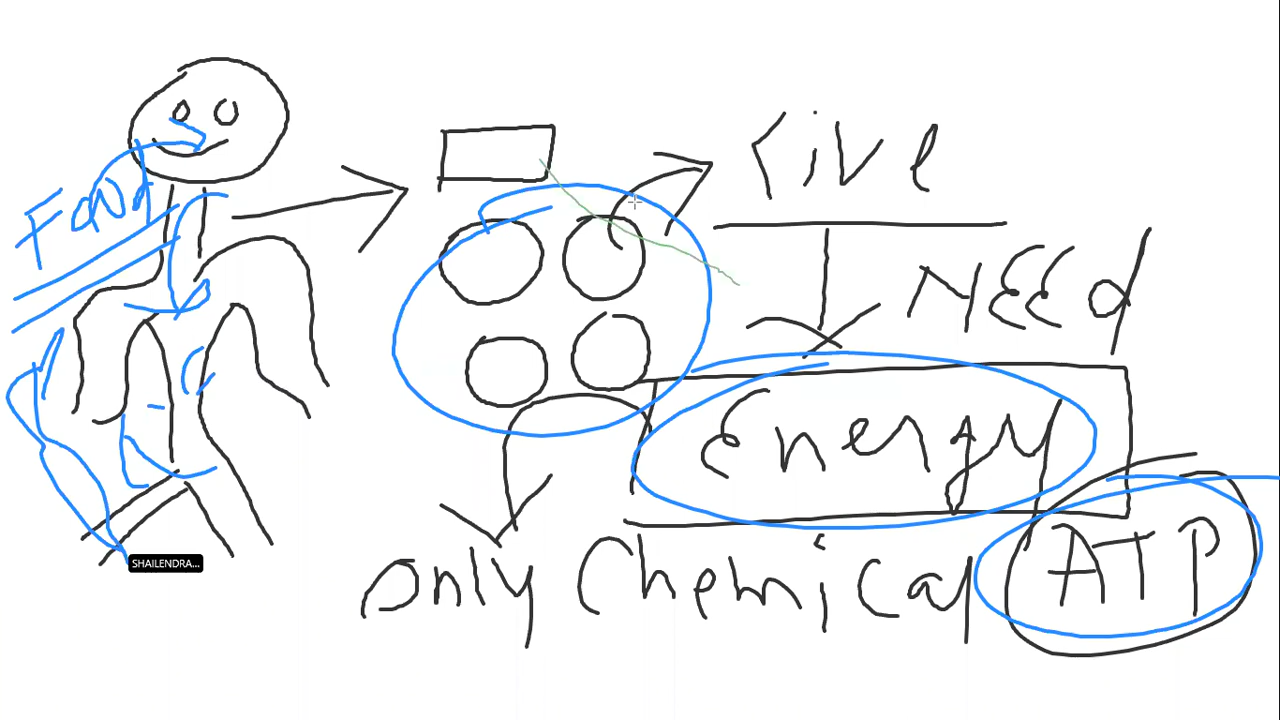 Food
Live
NEEd
Energy
only Chemical ATP
SHAILENDRA...